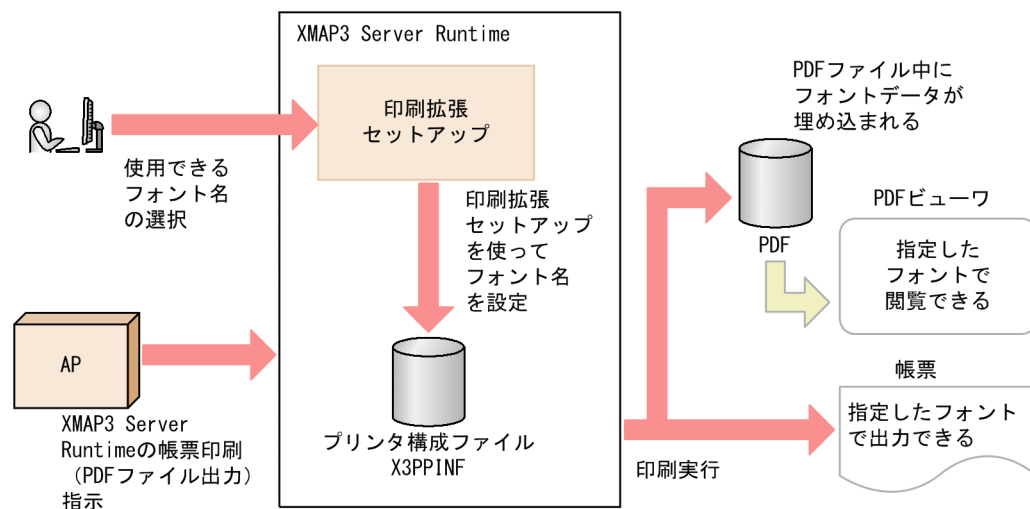 XMAP3 Server Runtime
印刷拡張
セットアップ
使用できる
フォント名
の選択
印刷拡張
セットアップ
を使って
フォント名
を設定
AP
XMAP3 Server
Runtimeの帳票印刷
（PDFファイル出力）
指示
プリンタ構成ファイル
X3PPINF
印刷実行
PDFファイル中に
フォントデータが
埋め込まれる
PDF
PDFビューワ
指定した
フォントで
閲覧できる
帳票
指定したフォント
で出力できる